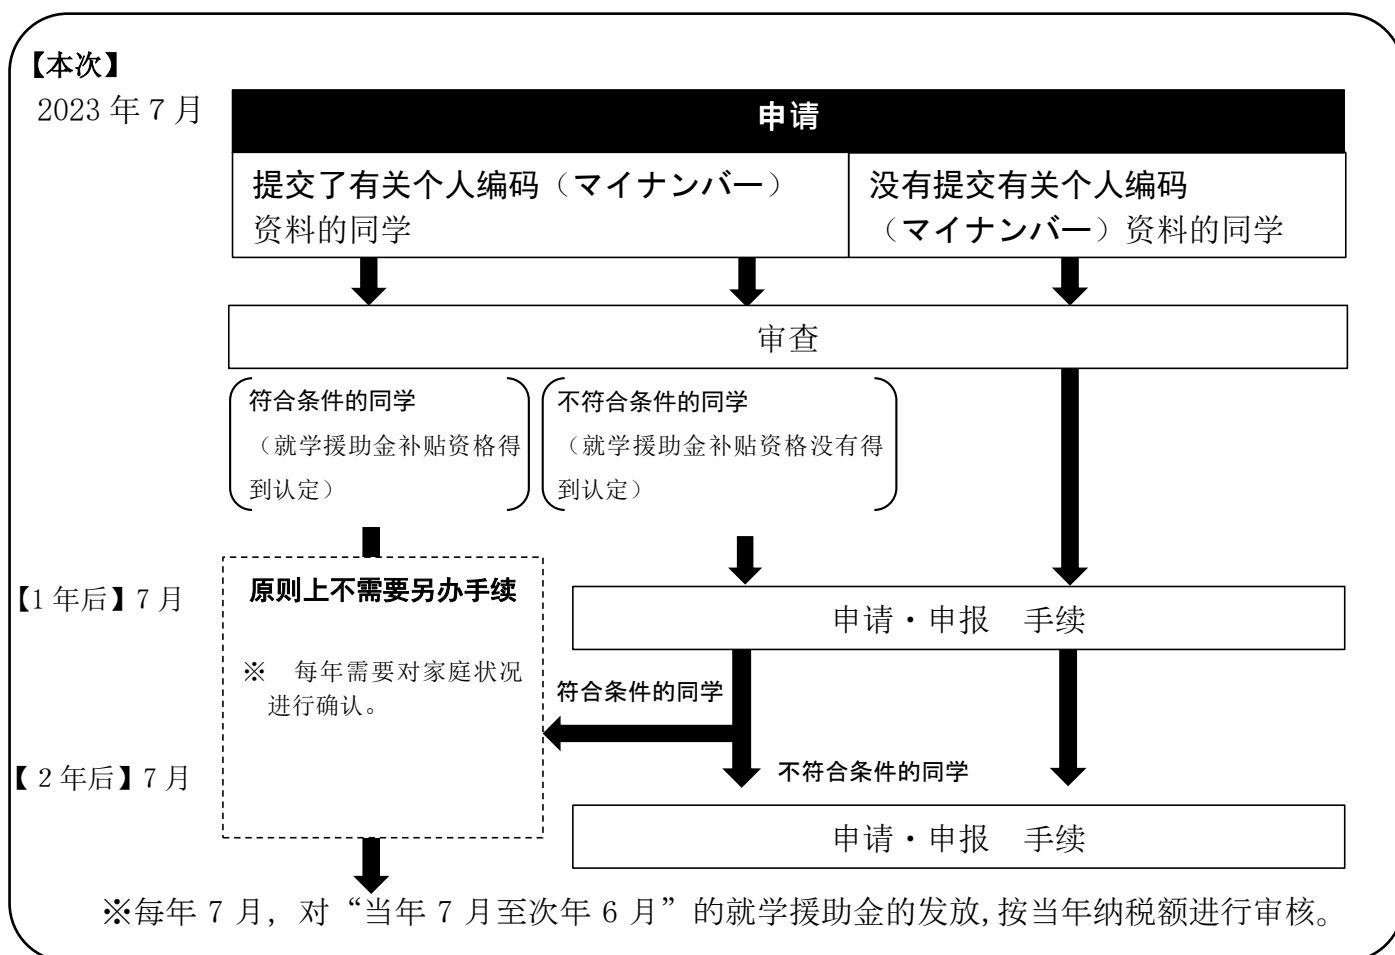 【本次】
2023 年 7 月
申请
提交了有关个人编码（マイナンバー）
资料的同学
没有提交有关个人编码
（マイナンバー）资料的同学
审查
符合条件的同学
（就学援助金补贴资格得
到认定）
不符合条件的同学
（就学援助金补贴资格没有得
到认定）
【1 年后】7 月
原则上不需要另办手续
※　每年需要对家庭状况
进行确认。
申请・申报　手续
符合条件的同学
【 2 年后】7 月
不符合条件的同学
申请・申报　手续
※每年 7 月，对“当年 7 月至次年 6 月”的就学援助金的发放,按当年纳税额进行审核。